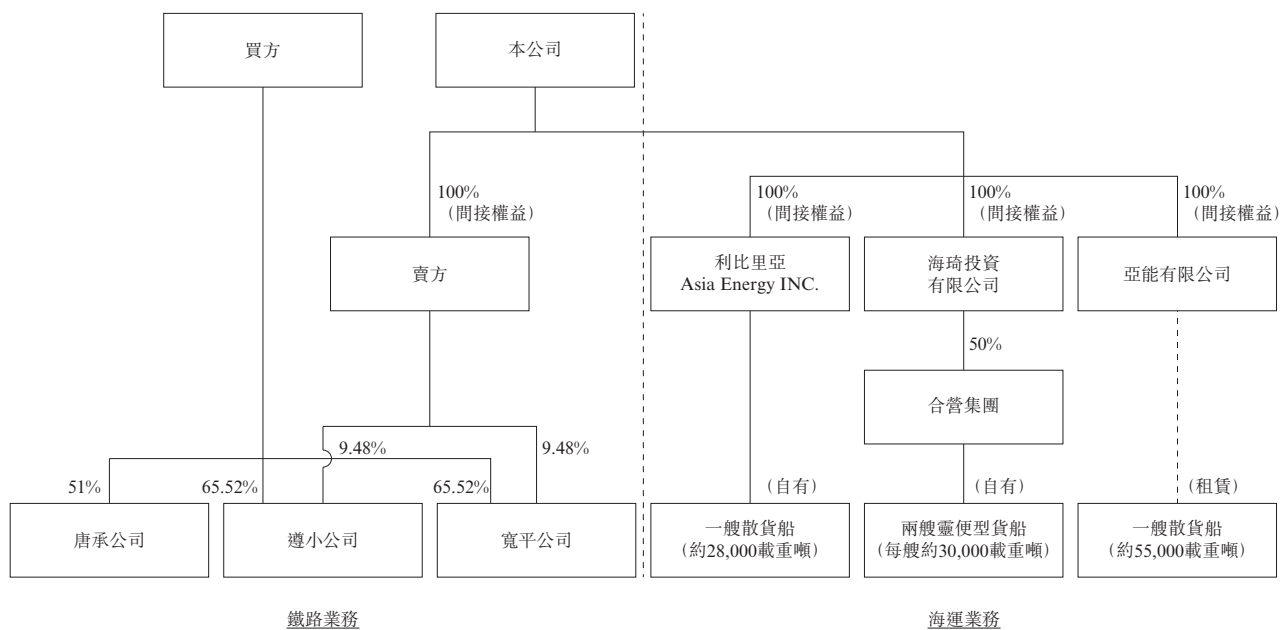 買方
本公司
100%
(間接權益)
100%
(間接權益)
100%
(間接權益)
100%
(間接權益)
賣方
利比里亞
Asia Energy INC.
海琦投資
有限公司
亞能有限公司
50%
合營集團
9.48%
9.48%
51%
65.52%
65.52%
(自有)
(自有)
(租賃)
唐承公司
遵小公司
寬平公司
一艘散貨船
(約28,000載重噸)
兩艘靈便型貨船
(每艘約30,000載重噸)
一艘散貨船
(約55,000載重噸)
鐵路業務
海運業務